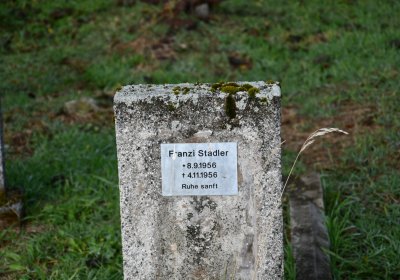 Franzi Stadler
* 8.9.1956
† 4.11.1956
Ruhe sanft